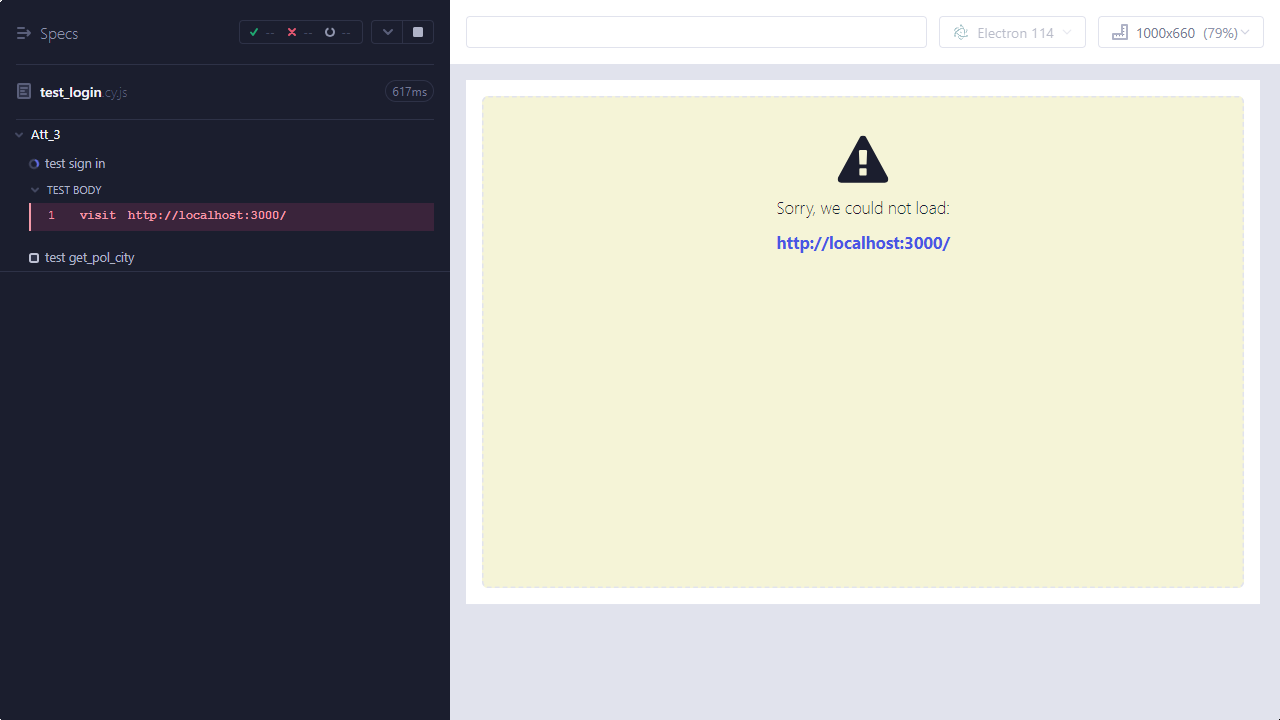 Specs
-- -- --
test_login.cy.js
617ms
Att_3
test sign in
TEST BODY
1 visit http://localhost:3000/
test get_pol_city
Electron 114
1000x660 (79%)
Sorry, we could not load:
http://localhost:3000/